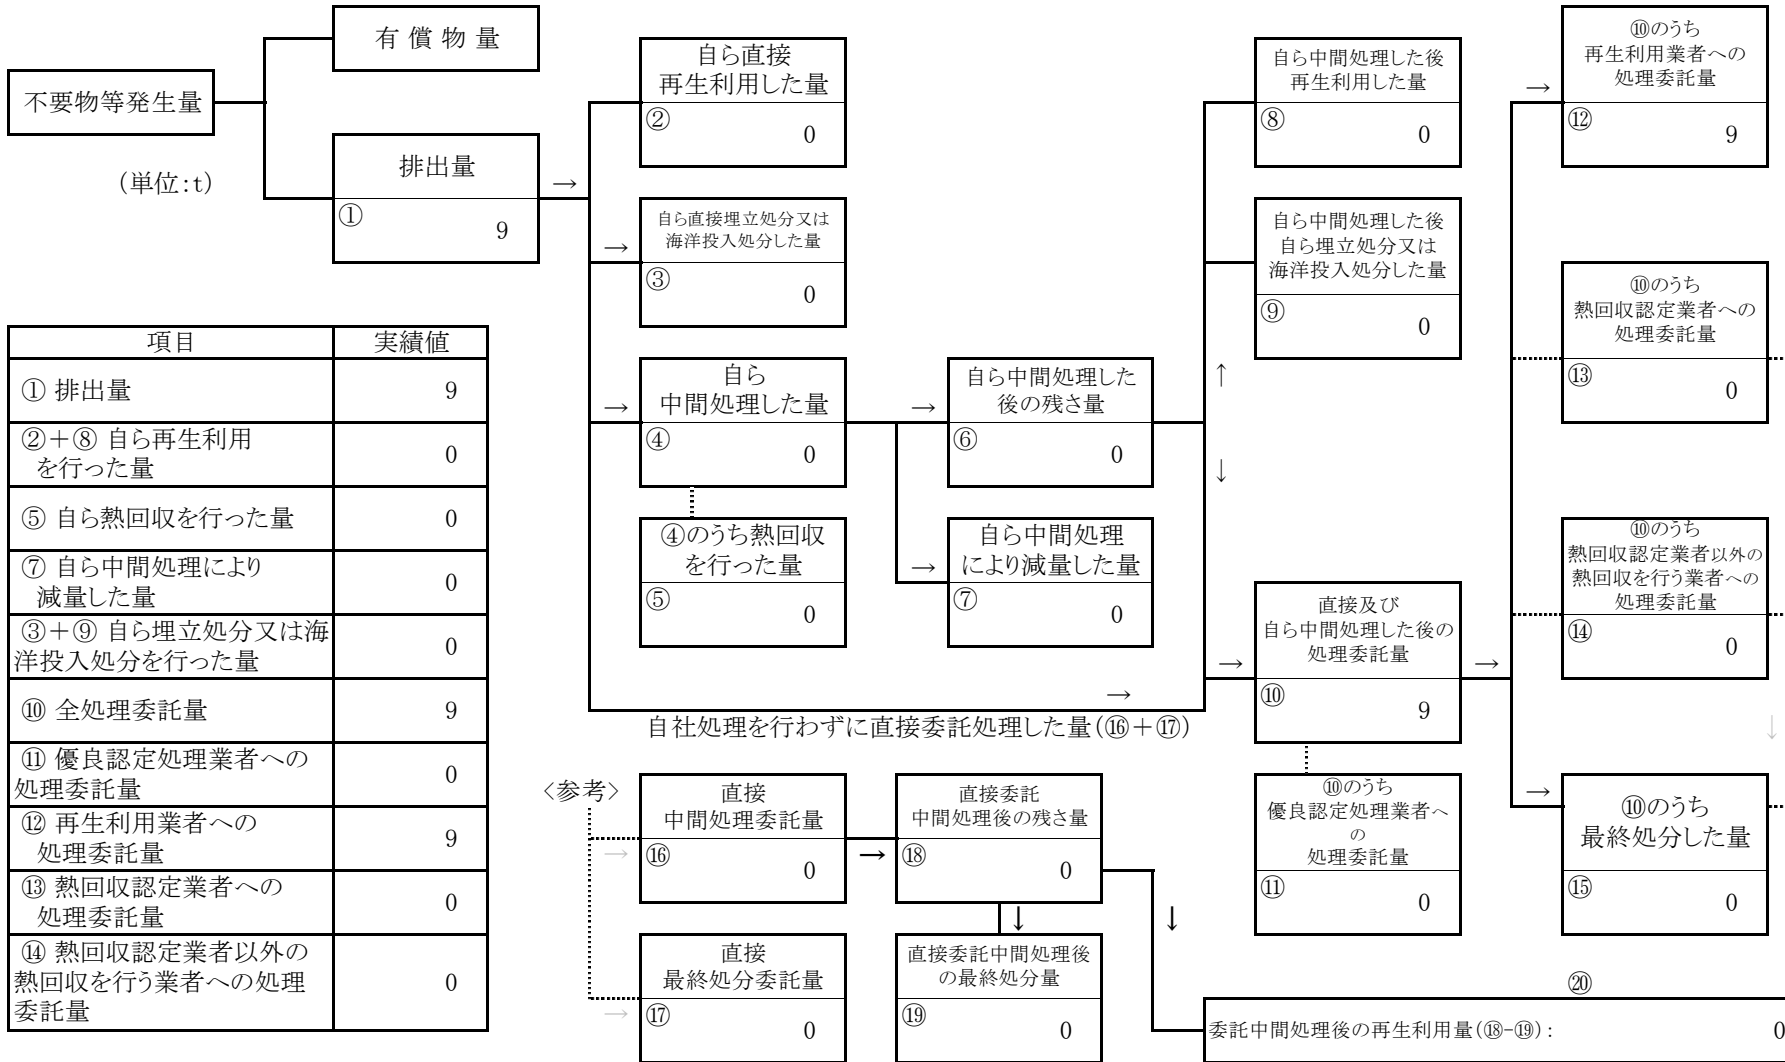 有 償 物 量
不要物等発生量
(単位:t)
排出量
①
9
→
自ら直接
再生利用した量
②
0
→
自ら直接埋立処分又は
海洋投入処分した量
③
0
→
自ら
中間処理した量
④
0
④のうち熱回収
を行った量
⑤
0
→
自ら中間処理した
後の残さ量
⑥
0
→
自ら中間処理
により減量した量
⑦
0
↑
↓
自ら中間処理した後
再生利用した量
⑧
0
自ら中間処理した後
自ら埋立処分又は
海洋投入処分した量
⑨
0
→
自社処理を行わずに直接委託処理した量(⑯+⑰)
→
直接及び
自ら中間処理した後の
処理委託量
⑩
9
→
⑩のうち
優良認定処理業者へ
の
処理委託量
⑪
0
→
⑩のうち
再生利用業者への
処理委託量
⑫
9
⑩のうち
熱回収認定業者への
処理委託量
⑬
0
⑩のうち
熱回収認定業者以外の
熱回収を行う業者への
処理委託量
⑭
0
↓
→
⑩のうち
最終処分した量
⑮
0
項目 実績値
① 排出量 9
②+⑧ 自ら再生利用
を行った量 0
⑤ 自ら熱回収を行った量 0
⑦ 自ら中間処理により
減量した量 0
③+⑨ 自ら埋立処分又は海
洋投入処分を行った量 0
⑩ 全処理委託量 9
⑪ 優良認定処理業者への
処理委託量 0
⑫ 再生利用業者への
処理委託量 9
⑬ 熱回収認定業者への
処理委託量 0
⑭ 熱回収認定業者以外の
熱回収を行う業者への処理
委託量 0
<参考>
→
直接
中間処理委託量
⑯
0
→
直接委託
中間処理後の残さ量
⑱
0
↓
↓
→
直接
最終処分委託量
⑰
0
直接委託中間処理後
の最終処分量
⑲
0
⑳
委託中間処理後の再生利用量(⑱-⑲): 0